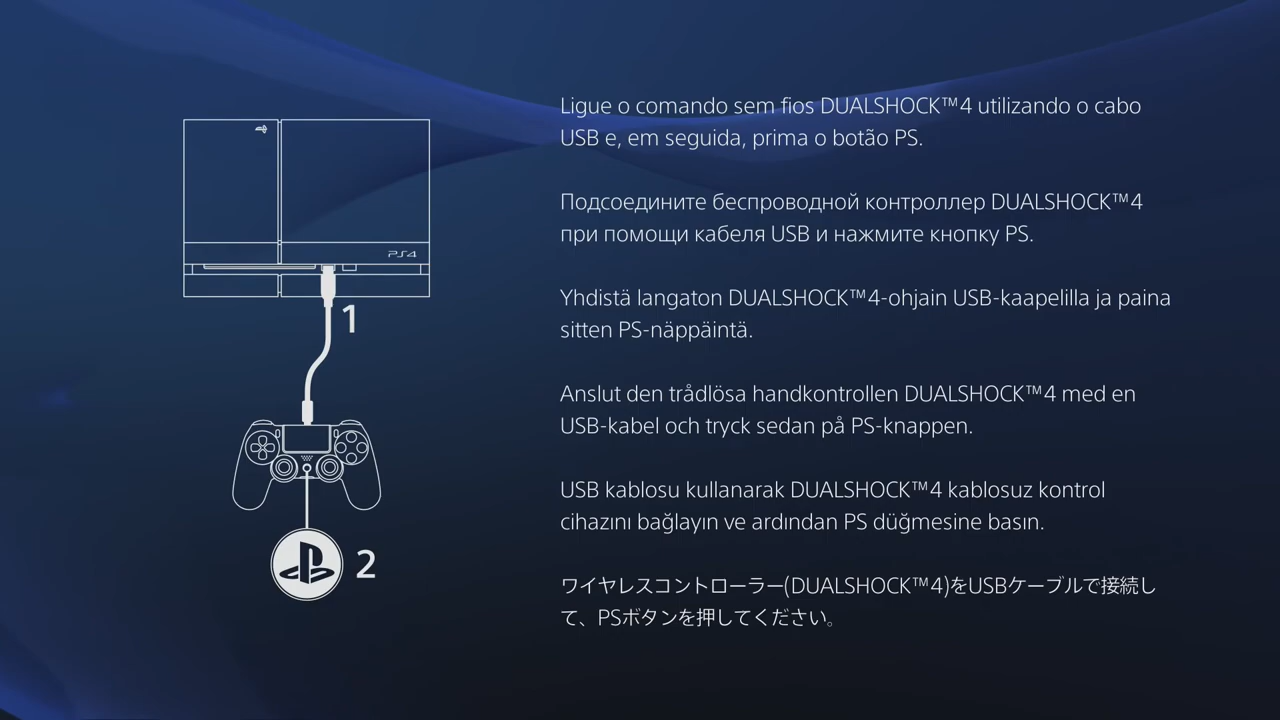 Ligue o comando sem fios DUALSHOCK™4 utilizando o cabo
USB e, em seguida, prima o botão PS.
Подсоедините беспроводной контроллер DUALSHOCK™4
при помощи кабеля USB и нажмите кнопку PS.
Yhdistä langaton DUALSHOCK™4-ohjain USB-kaapelilla ja paina
sitten PS-näppäintä.
Anslut den trådlösa handkontrollen DUALSHOCK™4 med en
USB-kabel och tryck sedan på PS-knappen.
USB kablosu kullanarak DUALSHOCK™4 kablosuz kontrol
cihazını bağlayın ve ardından PS düğmesine basın.
ワイヤレスコントローラー(DUALSHOCK™4)をUSBケーブルで接続し
て、PSボタンを押してください。
PS4
1
2